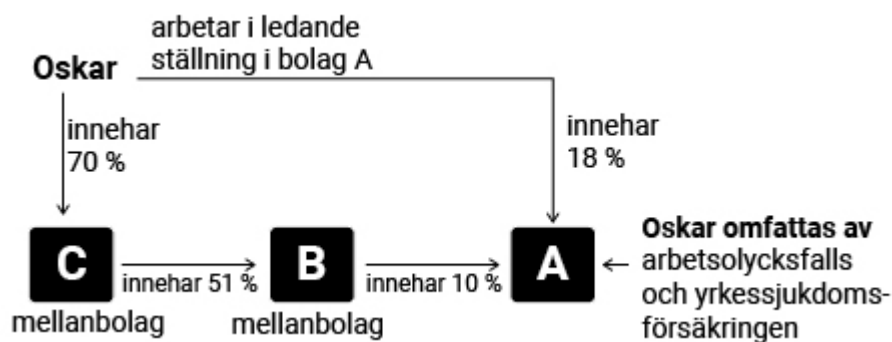 arbetar i ledande
ställning i bolag A
Oskar
innehar
70 %
innehar
18 %
C
innehar 51 %
B
innehar 10 %
A
mellanbolag
mellanbolag
Oskar omfattas av
arbetsolycksfalls
och yrkessjukdoms-
försäkringen